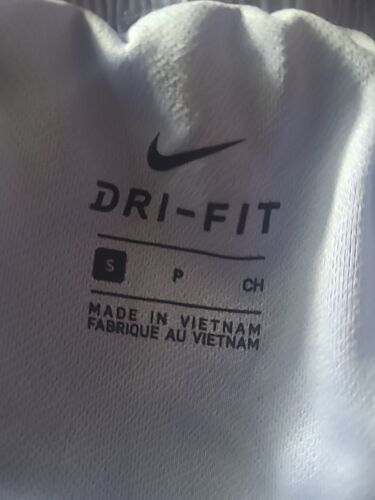 DRI-FIT
S P CH
MADE IN VIETNAM
FABRIQUE AU VIETNAM